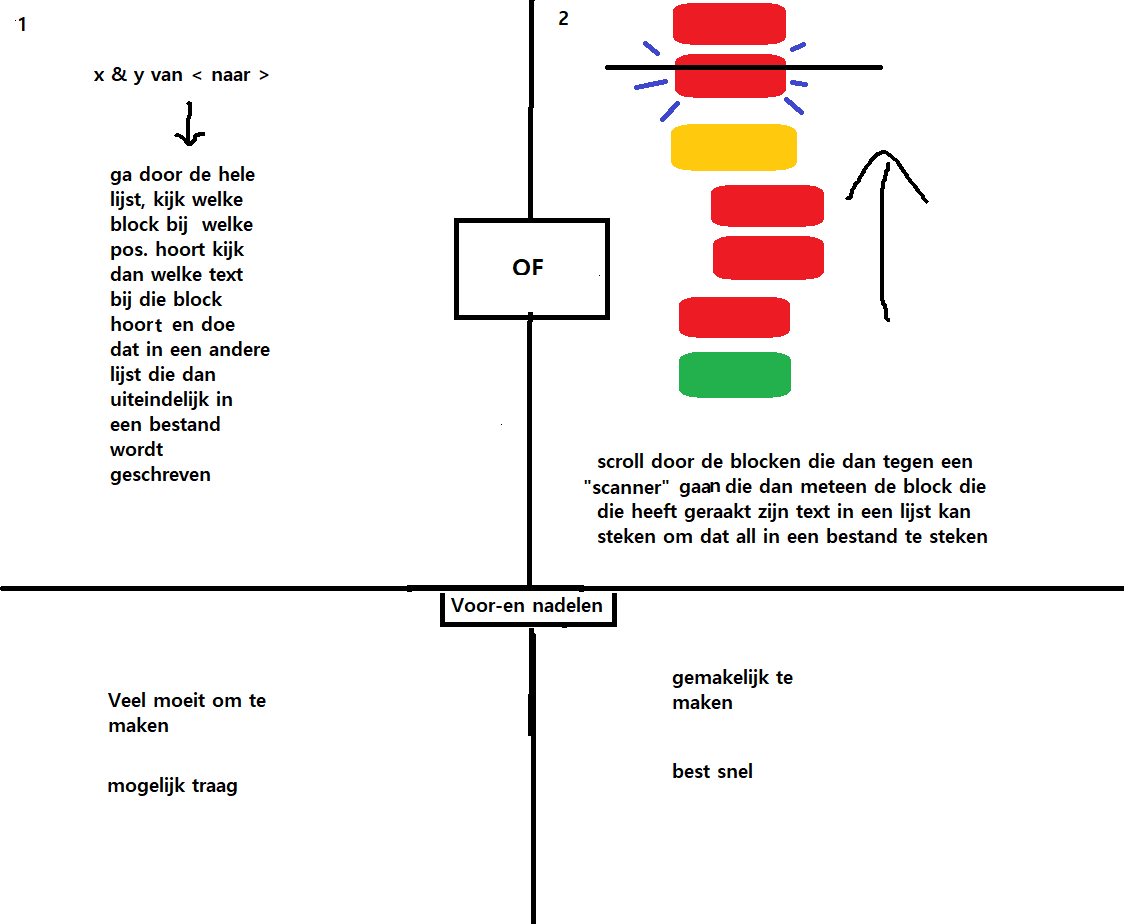 1
x & y van < naar >
ga door de hele
lijst, kijk welke
block bij welke
pos. hoort kijk
dan welke text
bij die block
hoort en doe
dat in een andere
lijst die dan
uiteindelijk in
een bestand
wordt
geschreven
OF
2
scroll door de blocken die dan tegen een
"scanner" gaan die dan meteen de block die
die heeft geraakt zijn text in een lijst kan
steken om dat all in een bestand te steken
Voor-en nadelen
Veel moeit om te
maken
mogelijk traag
gemakelijk te
maken
best snel